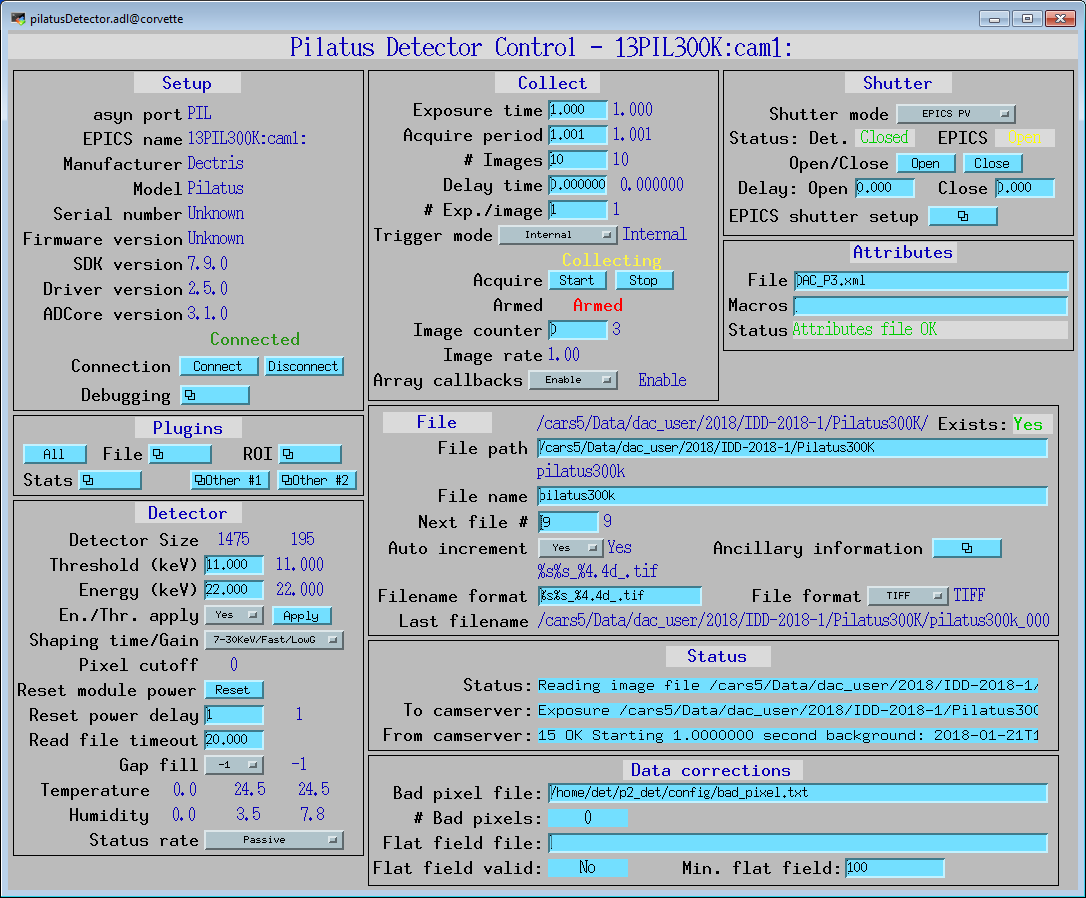 pilatusDetector.adl@corvette
Pilatus Detector Control - 13PIL300K:cam1:
Setup
asyn port PIL
EPICS name 13PIL300K:cam1:
Manufacturer Dectris
Model Pilatus
Serial number Unknown
Firmware version Unknown
SDK version 7.9.0
Driver version 2.5.0
ADCore version 3.1.0
Connected
Connection Connect Disconnect
Debugging
Plugins
All File ROI
Stats Other #1 Other #2
Detector
Detector Size 1475 195
Threshold (keV) 11.000 11.000
Energy (keV) 22.000 22.000
En./Thr. apply Yes Apply
Shaping time/Gain 7-30KeV/Fast/LowG
Pixel cutoff 0
Reset module power Reset
Reset power delay 1 1
Read file timeout 20.000
Gap fill -1 -1
Temperature 0.0 24.5 24.5
Humidity 0.0 3.5 7.8
Status rate Passive
Collect
Exposure time 1.000 1.000
Acquire period 1.001 1.001
# Images 10 10
Delay time 0.000000 0.000000
# Exp./image 1 1
Trigger mode Internal Internal
Collecting
Acquire Start Stop
Armed Armed
Image counter 0 3
Image rate 1.00
Array callbacks Enable Enable
Shutter
Shutter mode EPICS PV
Status: Det. Closed EPICS Open
Open/Close Open Close
Delay: Open 0.000 Close 0.000
EPICS shutter setup
Attributes
File DAC_P3.xml
Macros
Status Attributes file OK
File
/cars5/Data/dac_user/2018/IDD-2018-1/Pilatus300K/ Exists: Yes
File path /cars5/Data/dac_user/2018/IDD-2018-1/Pilatus300K
pilatus300k
File name pilatus300k
Next file # 9 9
Auto increment Yes Yes Ancillary information
%s%s_%4.4d_.tif
Filename format %s%s_%4.4d_.tif File format TIFF TIFF
Last filename /cars5/Data/dac_user/2018/IDD-2018-1/Pilatus300K/pilatus300k_000
Status
Status: Reading image file /cars5/Data/dac_user/2018/IDD-2018-1/
To camserver: Exposure /cars5/Data/dac_user/2018/IDD-2018-1/Pilatus30
From camserver: 15 OK Starting 1.0000000 second background: 2018-01-21T1
Data corrections
Bad pixel file: /home/det/p2_det/config/bad_pixel.txt
# Bad pixels: 0
Flat field file:
Flat field valid: No Min. flat field: 100